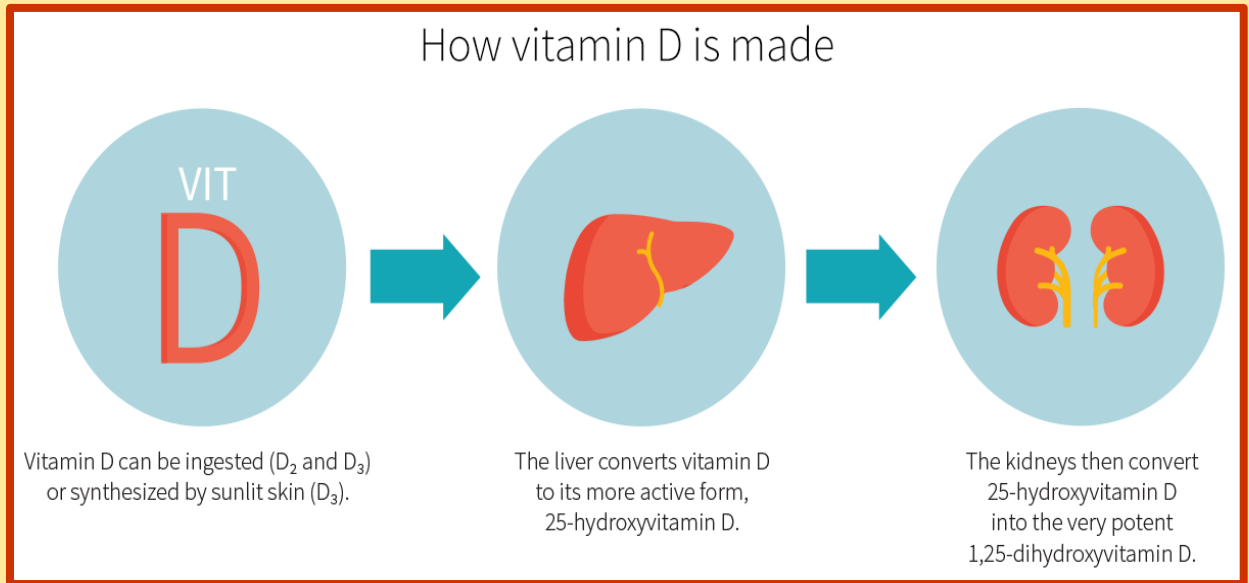 How vitamin D is made
VIT
D
Vitamin D can be ingested (D₂ and D₃)
or synthesized by sunlit skin (D₃).
The liver converts vitamin D
to its more active form,
25-hydroxyvitamin D.
The kidneys then convert
25-hydroxyvitamin D
into the very potent
1,25-dihydroxyvitamin D.